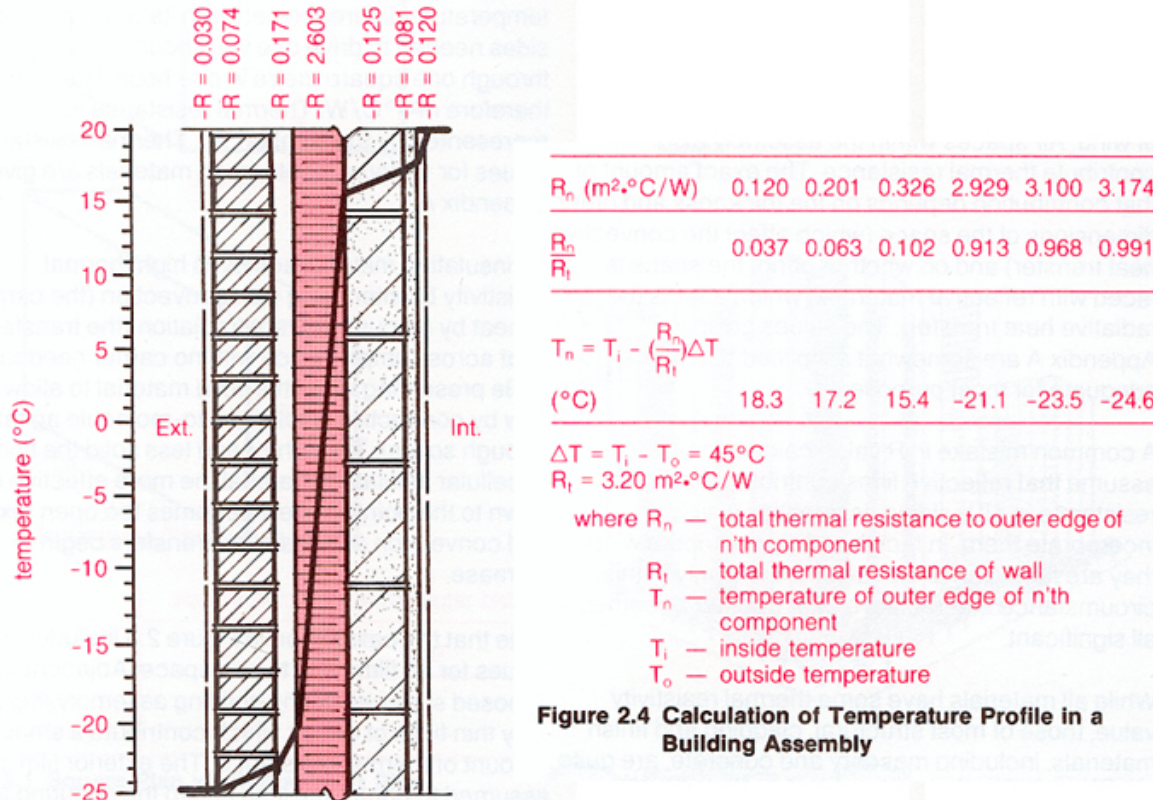 R = 0.030
R = 0.074
R = 0.171
R = 2.603
R = 0.125
R = 0.081
R = 0.120
temperature (°C)
20
15
10
5
0
-5
-10
-15
-20
-25
Ext.
Int.
Rn (m²•°C/W) 0.120 0.201 0.326 2.929 3.100 3.174
Rn/Rt 0.037 0.063 0.102 0.913 0.968 0.991
Tn = Ti - (Rn/Rt)ΔT
(°C) 18.3 17.2 15.4 -21.1 -23.5 -24.6
ΔT = Ti - To = 45°C
Rt = 3.20 m²•°C/W
where Rn — total thermal resistance to outer edge of
n'th component
Rt — total thermal resistance of wall
Tn — temperature of outer edge of n'th
component
Ti — inside temperature
To — outside temperature
Figure 2.4 Calculation of Temperature Profile in a
Building Assembly